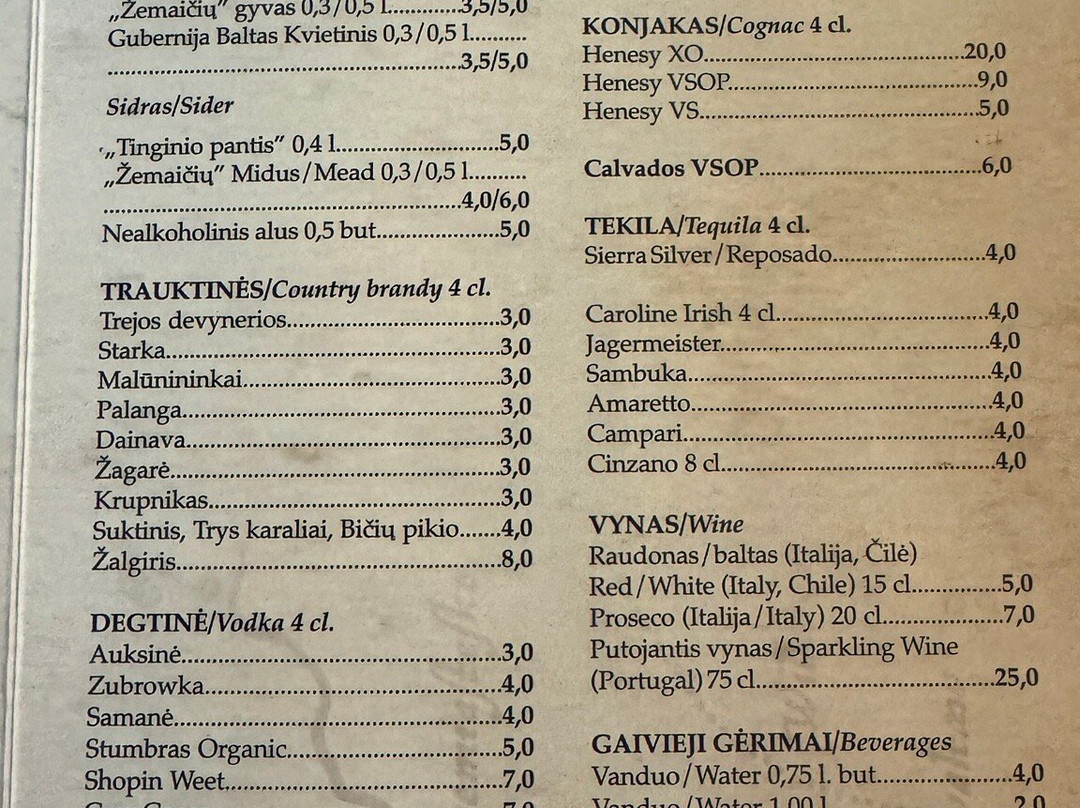 „Žemaičių” gyvas 0,3/0,5 l............3,5/5,0
Gubernija Baltas Kvietinis 0,3/0,5 l..........
..............................................................3,5/5,0
Sidras/Sider
„Tinginio pantis” 0,4 l............................5,0
„Žemaičių” Midus/Mead 0,3/0,5 l..........
..............................................................4,0/6,0
Nealkoholinis alus 0,5 but.....................5,0
TRAUKTINĖS/Country brandy 4 cl.
Trejos devynerios.....................................3,0
Starka..........................................................3,0
Malūnininkai............................................3,0
Palanga.......................................................3,0
Dainava......................................................3,0
Žagarė.........................................................3,0
Krupnikas..................................................3,0
Suktinis, Trys karaliai, Bičių pikio.......4,0
Žalgiris........................................................8,0
DEGTINĖ/Vodka 4 cl.
Auksinė.......................................................3,0
Zubrowka...................................................4,0
Samanė........................................................4,0
Stumbras Organic.....................................5,0
Shopin Weet................................................7,0
KONJAKAS/Cognac 4 cl.
Henesy XO.............................................20,0
Henesy VSOP...........................................9,0
Henesy VS................................................5,0
Calvados VSOP......................................6,0
TEKILA/Tequila 4 cl.
Sierra Silver/Reposado..........................4,0
Caroline Irish 4 cl....................................4,0
Jagermeister..............................................4,0
Sambuka....................................................4,0
Amaretto....................................................4,0
Campari.....................................................4,0
Cinzano 8 cl..............................................4,0
VYNAS/Wine
Raudonas/baltas (Italija, Čilė)
Red/White (Italy, Chile) 15 cl...............5,0
Proseco (Italija/Italy) 20 cl....................7,0
Putojantis vynas/Sparkling Wine
(Portugal) 75 cl.........................................25,0
GAIVIEJI GĖRIMAI/Beverages
Vanduo/Water 0,75 l. but.......................4,0
Vanduo/Water 1,00 l...............................2,0